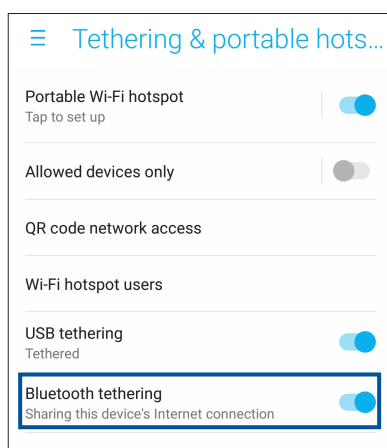 Tethering & portable hots...
Portable Wi-Fi hotspot
Tap to set up
Allowed devices only
QR code network access
Wi-Fi hotspot users
USB tethering
Tethered
Bluetooth tethering
Sharing this device's Internet connection